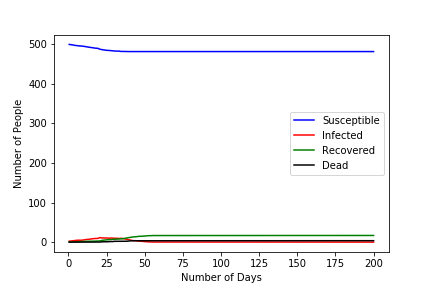 500
400
300
200
100
0
Number of People
Susceptible
Infected
Recovered
Dead
0 25 50 75 100 125 150 175 200
Number of Days